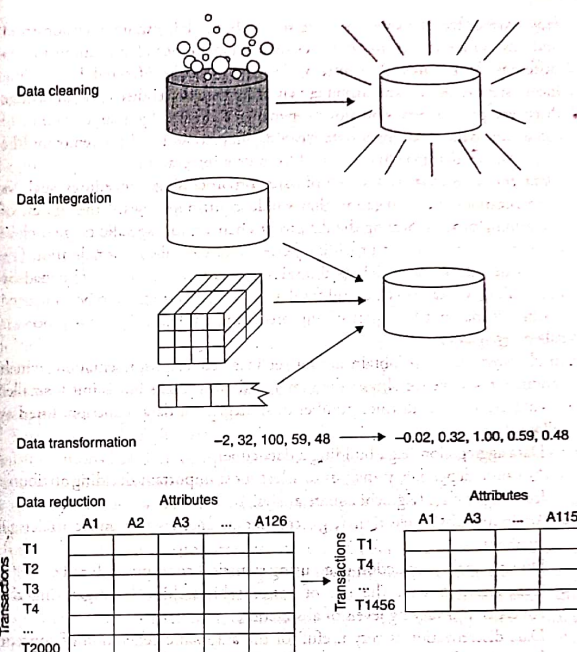 Data cleaning
Data integration
Data transformation -2, 32, 100, 59, 48 -0.02, 0.32, 1.00, 0.59, 0.48
Data reduction Attributes Attributes
A1 A2 A3 ... A126 A1 A3 ... A115
Transactions
T1
T2
T3
T4
...
T2000
Transactions
T1
T4
...
T1456